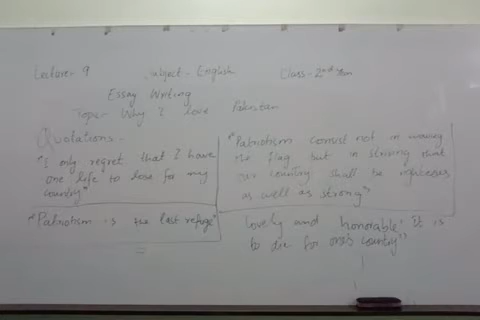 Lecture - 9 Subject - English Class - 2nd Year
Essay Writing
Topic - Why I love Pakistan
Quotations -
"I only regret that I have
one life to lose for my
country"
"Patriotism is the last refuge"
"Patriotism consist not in waving
the flag but in striving that
our country shall be righteous
as well as strong"
Lovely and honorable, it is
to die for one's country"